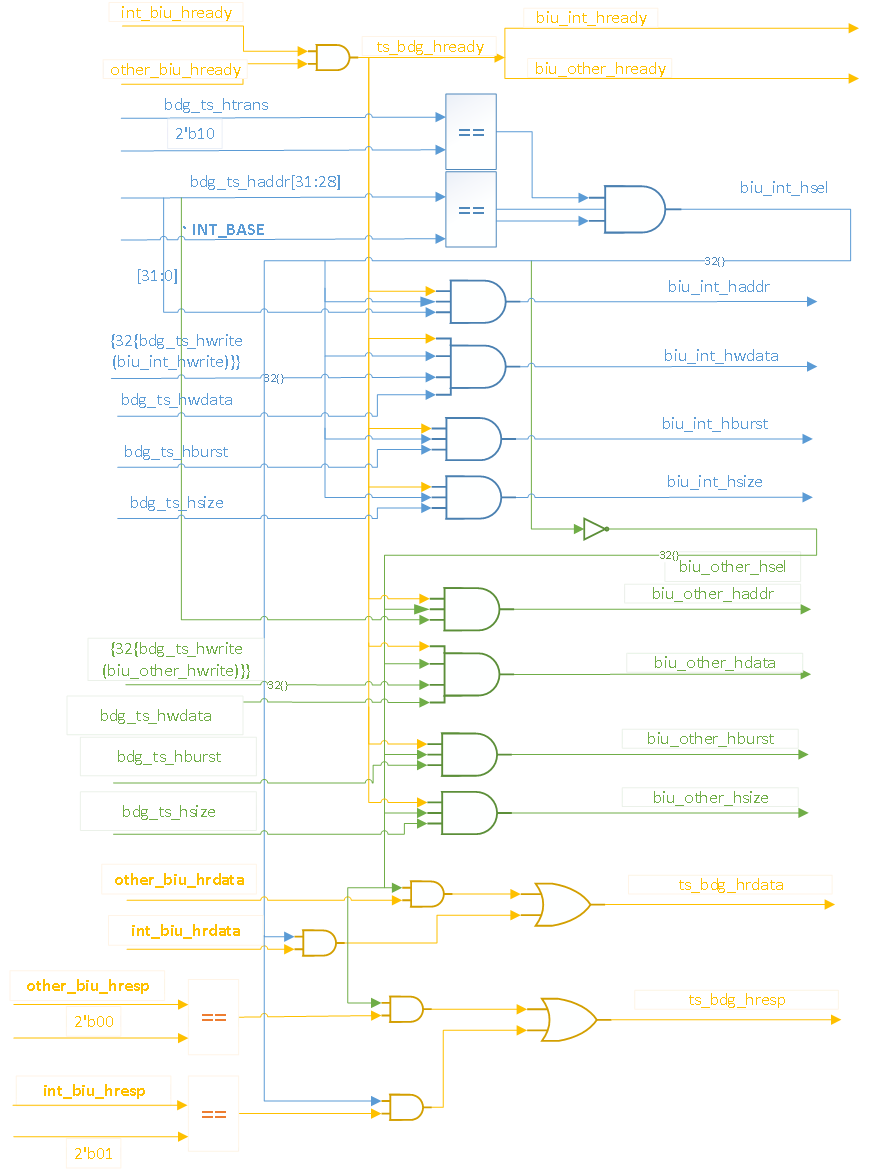 int_biu_hready
biu_int_hready
ts_bdg_hready
other_biu_hready
biu_other_hready
bdg_ts_htrans
2'b10
==
bdg_ts_haddr[31:28]
biu_int_hsel
==
` INT_BASE
32{}
[31:0]
biu_int_haddr
{32{bdg_ts_hwrite
(biu_int_hwrite)}}
biu_int_hwdata
32{}
bdg_ts_hwdata
biu_int_hburst
bdg_ts_hburst
biu_int_hsize
bdg_ts_hsize
32{}
biu_other_hsel
biu_other_haddr
{32{bdg_ts_hwrite
(biu_other_hwrite)}}
biu_other_hdata
32{}
bdg_ts_hwdata
biu_other_hburst
bdg_ts_hburst
biu_other_hsize
bdg_ts_hsize
other_biu_hrdata
ts_bdg_hrdata
int_biu_hrdata
other_biu_hresp
ts_bdg_hresp
2'b00
==
int_biu_hresp
==
2'b01